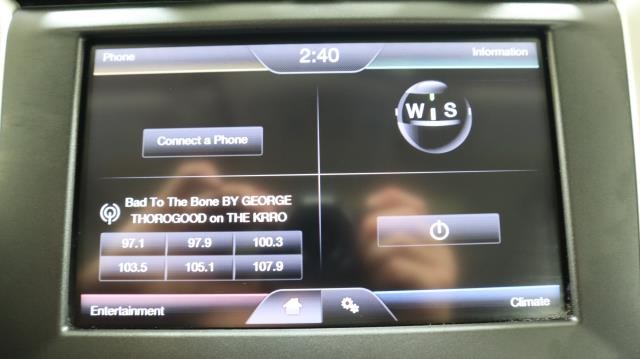 Phone
2:40
Information
W S
Connect a Phone
Bad To The Bone BY GEORGE
THOROGOOD on THE KRRO
97.1 97.9 100.3
103.5 105.1 107.9
Entertainment
Climate